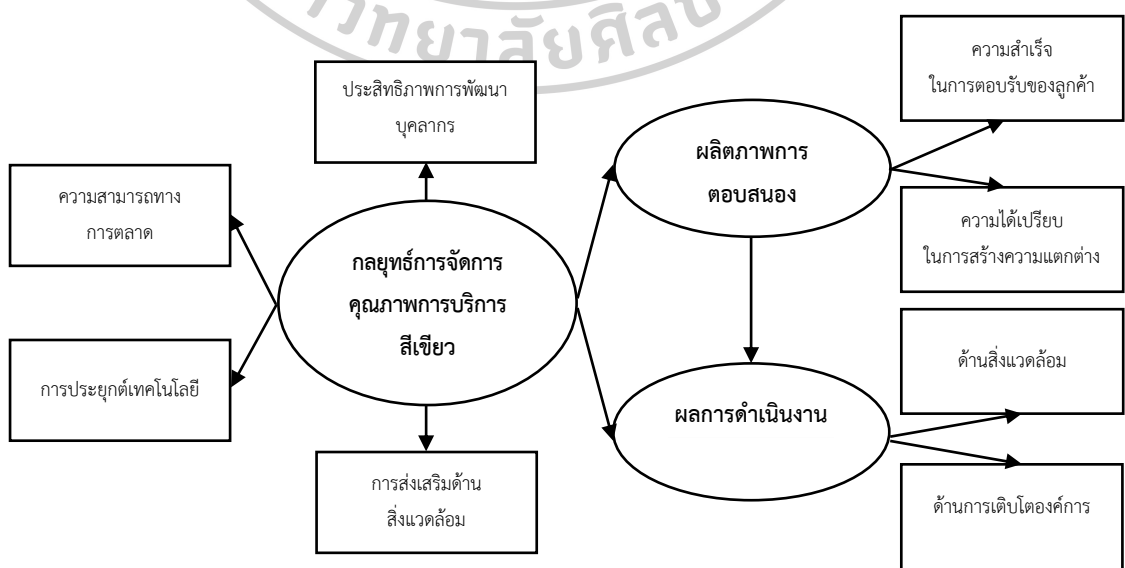 วิทยาลัยศิลป
ความสำเร็จ
ในการตอบรับของลูกค้า
ประสิทธิภาพการพัฒนา
บุคลากร
ผลิตภาพการ
ตอบสนอง
ความสามารถทาง
การตลาด
ความได้เปรียบ
ในการสร้างความแตกต่าง
กลยุทธ์การจัดการ
คุณภาพการบริการ
สีเขียว
ด้านสิ่งแวดล้อม
การประยุกต์เทคโนโลยี
ผลการดำเนินงาน
การส่งเสริมด้าน
สิ่งแวดล้อม
ด้านการเติบโตองค์การ